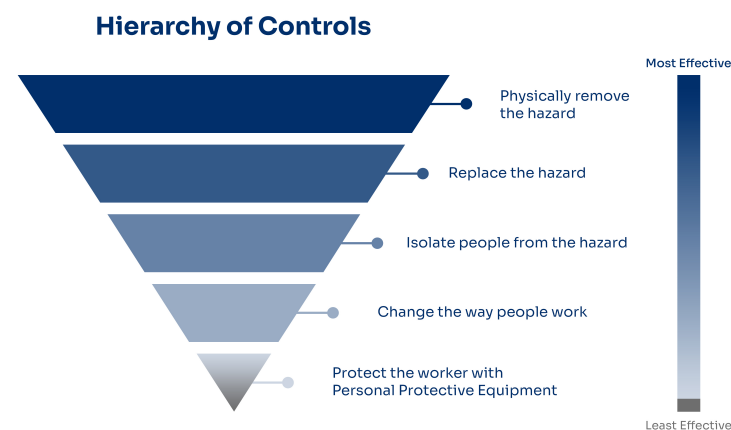 Hierarchy of Controls
Most Effective
Physically remove
the hazard
Replace the hazard
Isolate people from the hazard
Change the way people work
Protect the worker with
Personal Protective Equipment
Least Effective